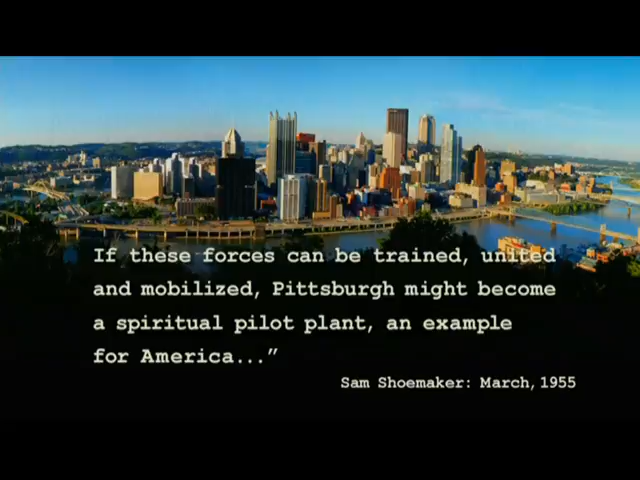 If these forces can be trained, united
and mobilized, Pittsburgh might become
a spiritual pilot plant, an example
for America...”
Sam Shoemaker: March,1955